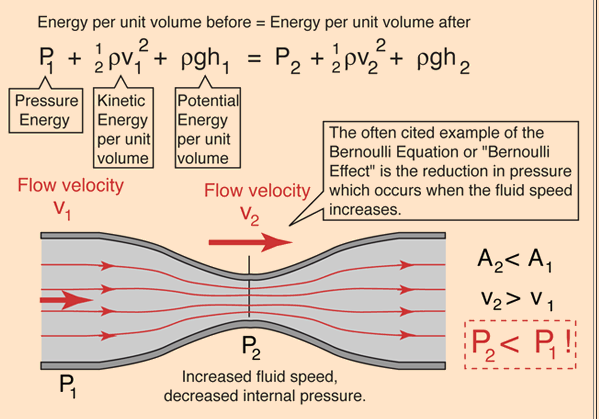 Energy per unit volume before = Energy per unit volume after
P₁ + ½ρv₁² + ρgh₁ = P₂ + ½ρv₂² + ρgh₂
Pressure
Energy
Kinetic
Energy
per unit
volume
Potential
Energy
per unit
volume
The often cited example of the
Bernoulli Equation or "Bernoulli
Effect" is the reduction in pressure
which occurs when the fluid speed
increases.
Flow velocity
v₁
Flow velocity
v₂
A₂< A₁
v₂> v₁
P₂< P₁!
P₂
P₁
Increased fluid speed,
decreased internal pressure.